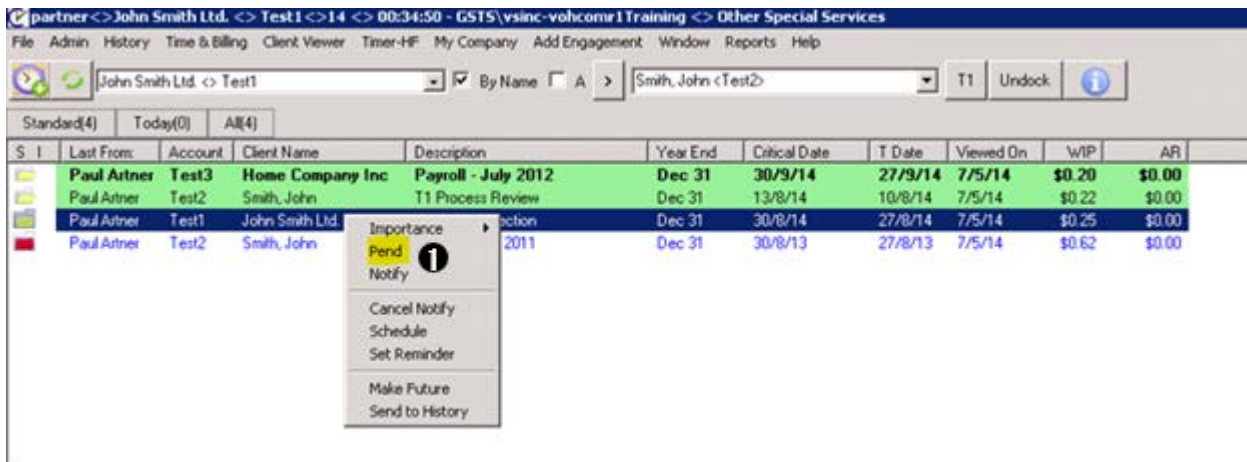 partner<>John Smith Ltd. <> Test1<>14 <> 00:34:50 - GSTS\vsinc-vohcomr1Training <> Other Special Services
File Admin History Time & Billing Client Viewer Timer-HF My Company Add Engagement Window Reports Help
John Smith Ltd. <> Test1 By Name A > Smith, John <Test2> T1 Undock i
Standard(4) Today(0) All(4)
S I Last From: Account Client Name Description Year End Critical Date T Date Viewed On WIP AR
Paul Artner Test3 Home Company Inc Payroll - July 2012 Dec 31 30/9/14 27/9/14 7/5/14 $0.20 $0.00
Paul Artner Test2 Smith, John T1 Process Review Dec 31 13/8/14 10/8/14 7/5/14 $0.22 $0.00
Paul Artner Test1 John Smith Ltd. ection Dec 31 30/8/14 27/8/14 7/5/14 $0.25 $0.00
Paul Artner Test2 Smith, John 2011 Dec 31 30/8/13 27/8/13 7/5/14 $0.62 $0.00
Importance
Pend 1
Notify
Cancel Notify
Schedule
Set Reminder
Make Future
Send to History